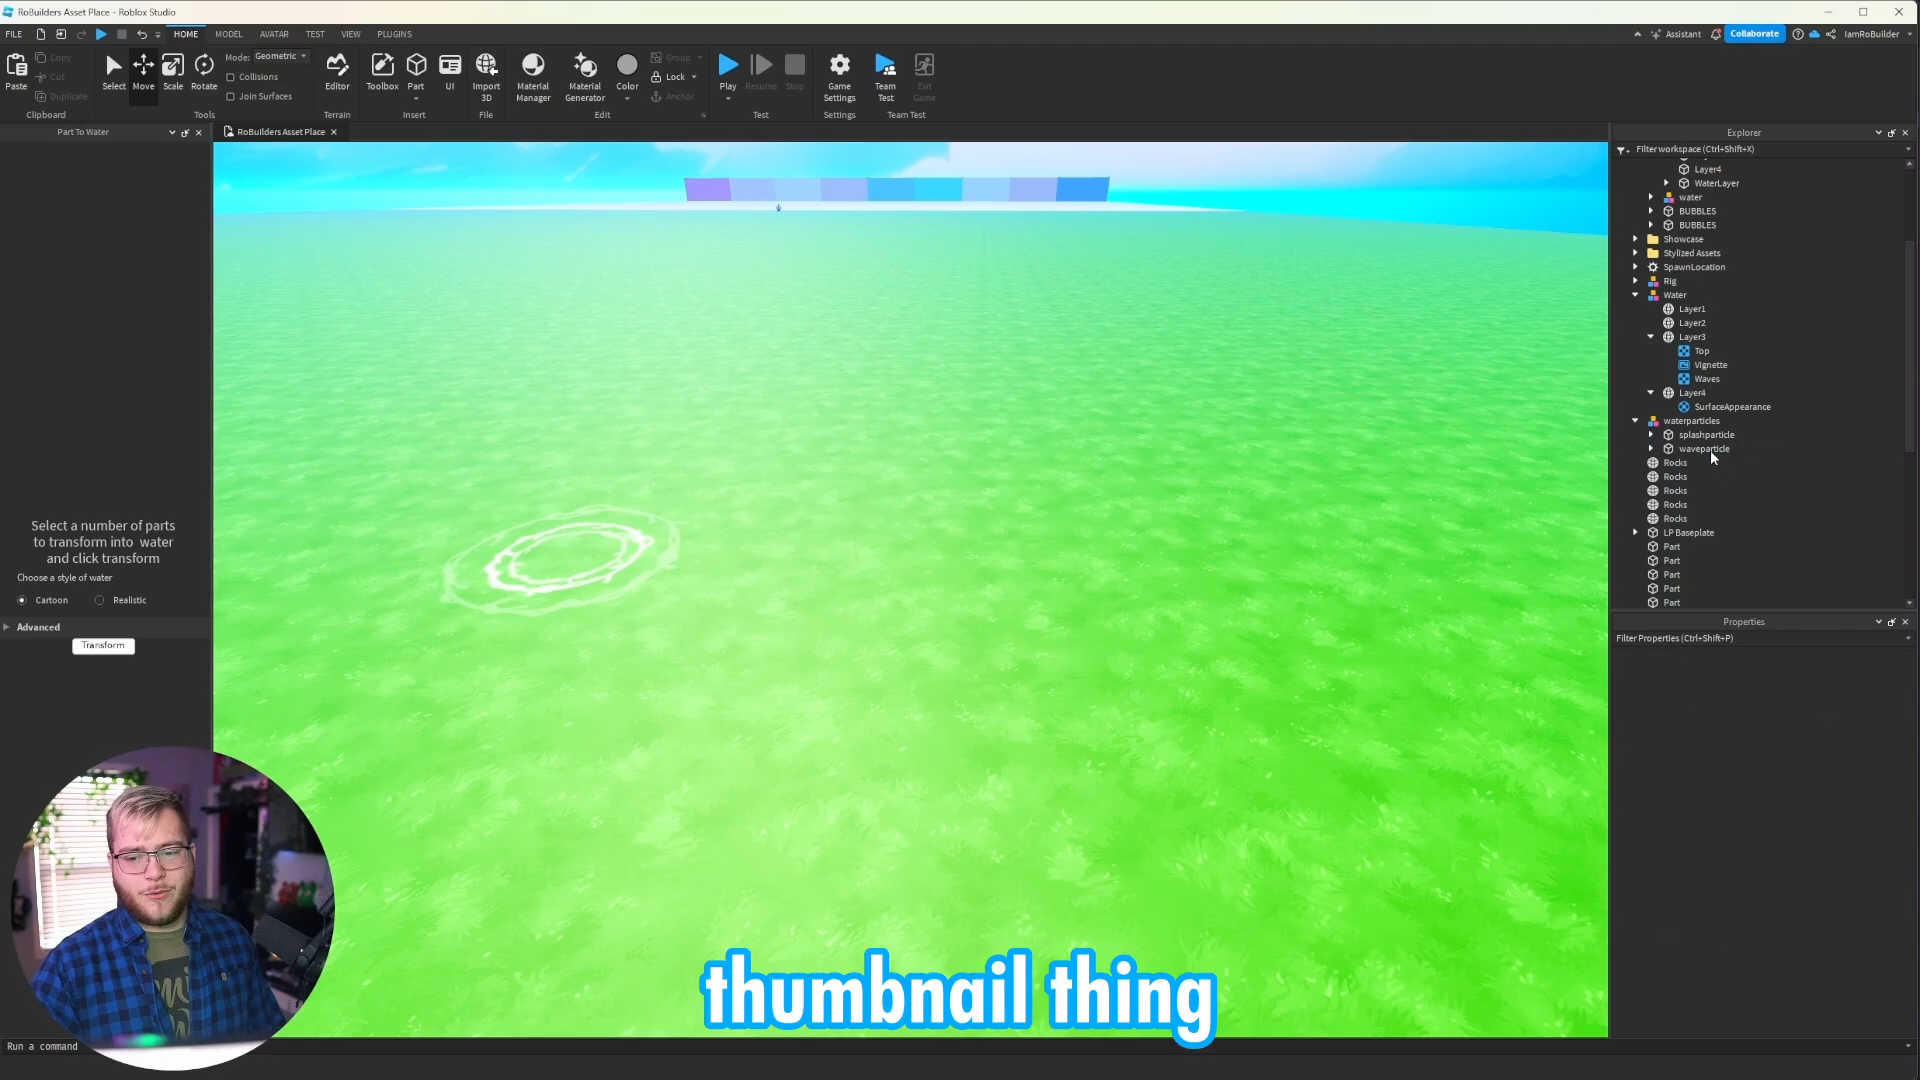 RoBuilders Asset Place - Roblox Studio
FILE
HOME
MODEL
AVATAR
TEST
VIEW
PLUGINS
Assistant
Collaborate
IamRoBuilder
Paste
Copy
Cut
Duplicate
Clipboard
Select
Move
Scale
Rotate
Mode: Geometric
Collisions
Join Surfaces
Tools
Editor
Terrain
Toolbox
Part
UI
Insert
Import
3D
File
Material
Manager
Material
Generator
Color
Group
Lock
Anchor
Edit
Play
Resume
Stop
Test
Game
Settings
Settings
Team
Test
Exit
Game
Team Test
Part To Water
RoBuilders Asset Place
Select a number of parts
to transform into water
and click transform
Choose a style of water
Cartoon
Realistic
Advanced
Transform
Explorer
Filter workspace (Ctrl+Shift+X)
Layer4
WaterLayer
water
BUBBLES
BUBBLES
Showcase
Stylized Assets
SpawnLocation
Rig
Water
Layer1
Layer2
Layer3
Top
Vignette
Waves
Layer4
SurfaceAppearance
waterparticles
splashparticle
waveparticle
Rocks
Rocks
Rocks
Rocks
Rocks
LP Baseplate
Part
Part
Part
Part
Part
Properties
Filter Properties (Ctrl+Shift+P)
thumbnail thing
Run a command